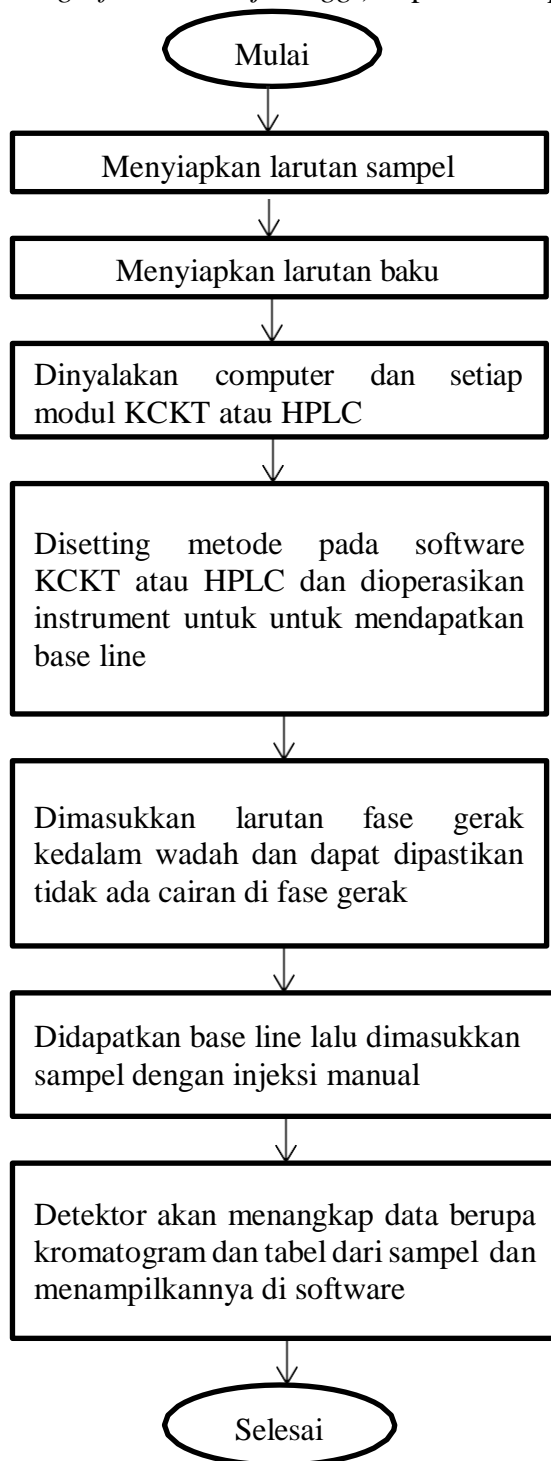 Mulai
Menyiapkan larutan sampel
Menyiapkan larutan baku
Dinyalakan computer dan setiap
modul KCKT atau HPLC
Disetting metode pada software
KCKT atau HPLC dan dioperasikan
instrument untuk untuk mendapatkan
base line
Dimasukkan larutan fase gerak
kedalam wadah dan dapat dipastikan
tidak ada cairan di fase gerak
Didapatkan base line lalu dimasukkan
sampel dengan injeksi manual
Detektor akan menangkap data berupa
kromatogram dan tabel dari sampel dan
menampilkannya di software
Selesai